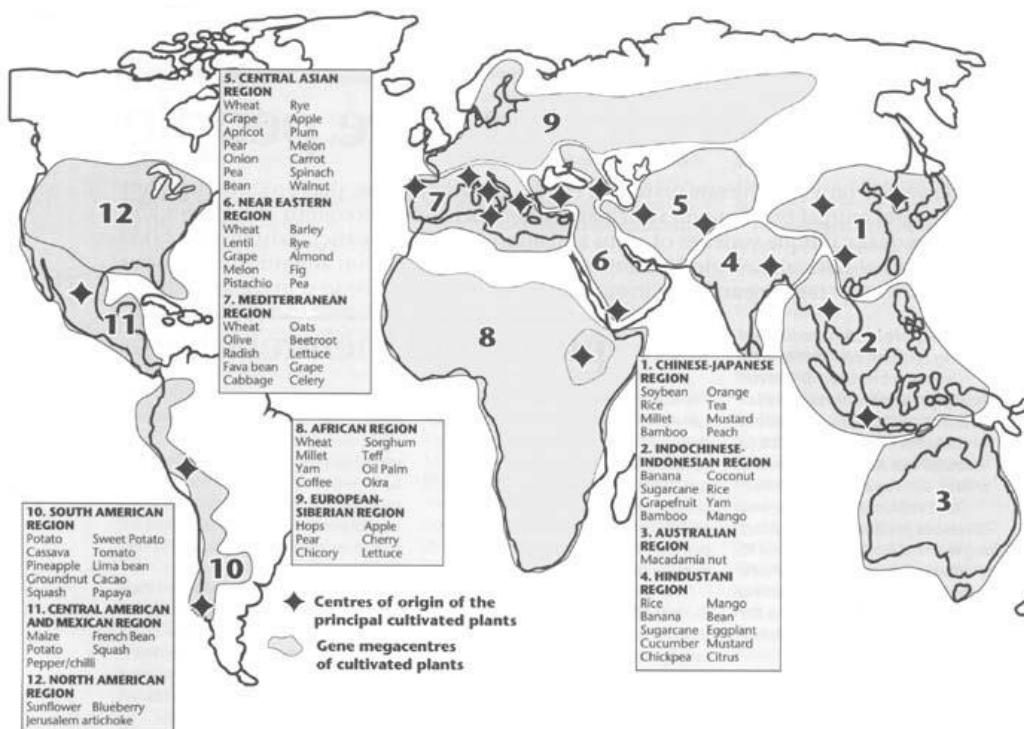 5. CENTRAL ASIAN
REGION
Wheat Rye
Grape Apple
Apricot Plum
Pear Melon
Onion Carrot
Pea Spinach
Bean Walnut
6. NEAR EASTERN
REGION
Wheat Barley
Lentil Rye
Grape Almond
Melon Fig
Pistachio Pea
7. MEDITERRANEAN
REGION
Wheat Oats
Olive Beetroot
Radish Lettuce
Fava bean Grape
Cabbage Celery
9
12
7
5
1
6
4
11
8
2
3
10
8. AFRICAN REGION
Wheat Sorghum
Millet Teff
Yam Oil Palm
Coffee Okra
9. EUROPEAN-
SIBERIAN REGION
Hops Apple
Pear Cherry
Chicory Lettuce
1. CHINESE-JAPANESE
REGION
Soybean Orange
Rice Tea
Millet Mustard
Bamboo Peach
2. INDOCHINESE-
INDONESIAN REGION
Banana Coconut
Sugarcane Rice
Grapefruit Yam
Bamboo Mango
3. AUSTRALIAN
REGION
Macadamia nut
4. HINDUSTANI
REGION
Rice Mango
Banana Bean
Sugarcane Eggplant
Cucumber Mustard
Chickpea Citrus
10. SOUTH AMERICAN
REGION
Potato Sweet Potato
Cassava Tomato
Pineapple Lima bean
Groundnut Cacao
Squash Papaya
11. CENTRAL AMERICAN
AND MEXICAN REGION
Maize French Bean
Potato Squash
Pepper/chilli
12. NORTH AMERICAN
REGION
Sunflower Blueberry
Jerusalem artichoke
Centres of origin of the
principal cultivated plants
Gene megacentres
of cultivated plants